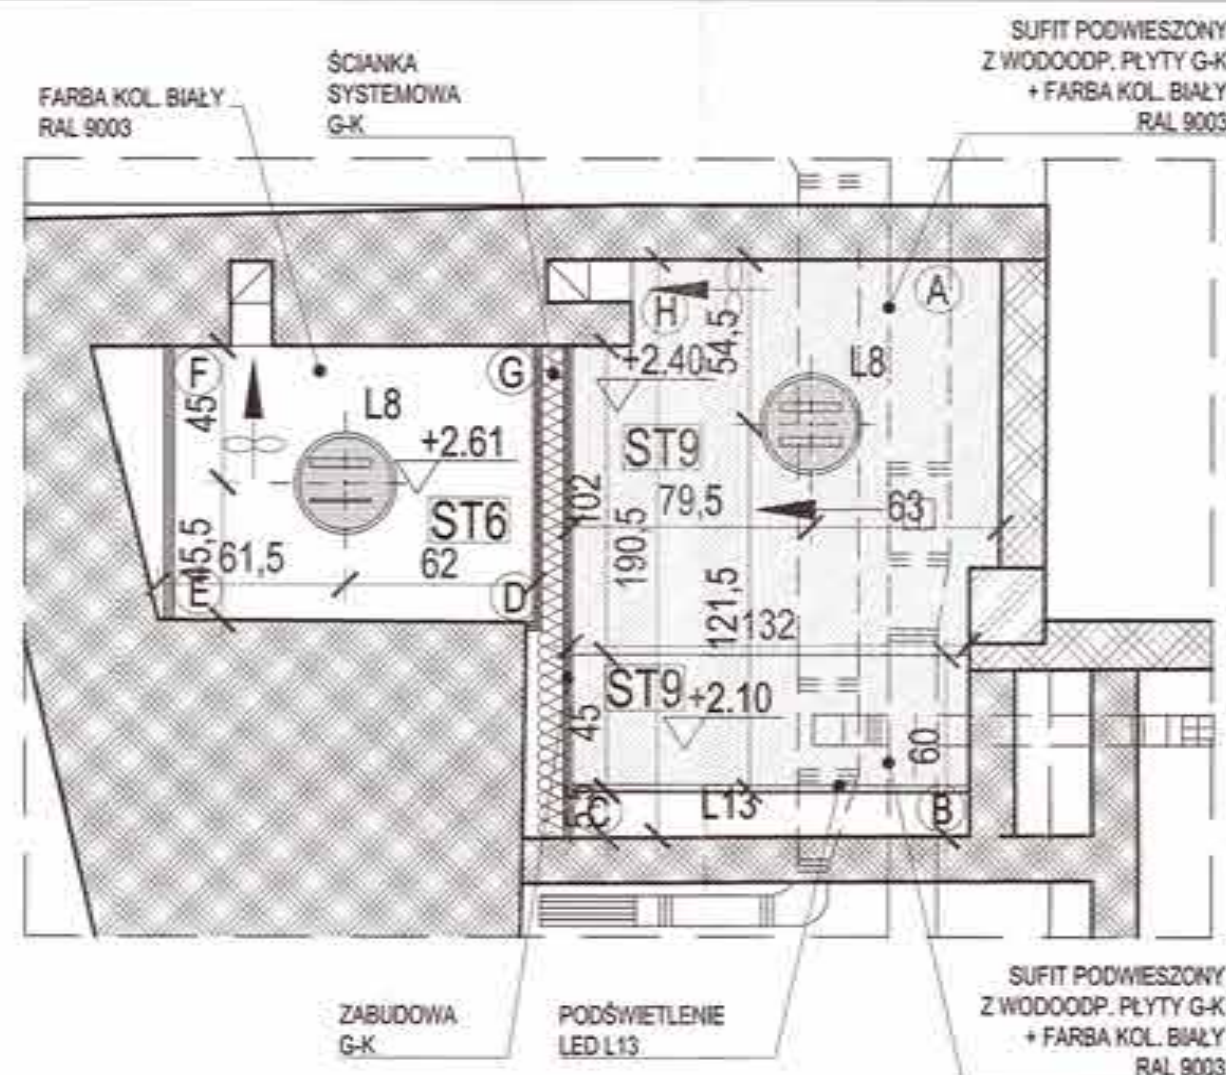 SUFIT PODWIESZONY
Z WODOODP. PŁYTY G-K
+ FARBA KOL. BIAŁY
RAL 9003
ŚCIANKA
SYSTEMOWA
G-K
FARBA KOL. BIAŁY
RAL 9003
A
H
54,5
+2.40
L8
F
G
45
L8
+2.61
ST9
ST6
102
79,5
63
190,5
15,5
61,5
62
121,5
132
E
D
ST9
+2.10
45
60
C
L13
B
ZABUDOWA
G-K
PODŚWIETLENIE
LED L13
SUFIT PODWIESZONY
Z WODOODP. PŁYTY G-K
+ FARBA KOL. BIAŁY
RAL 9003